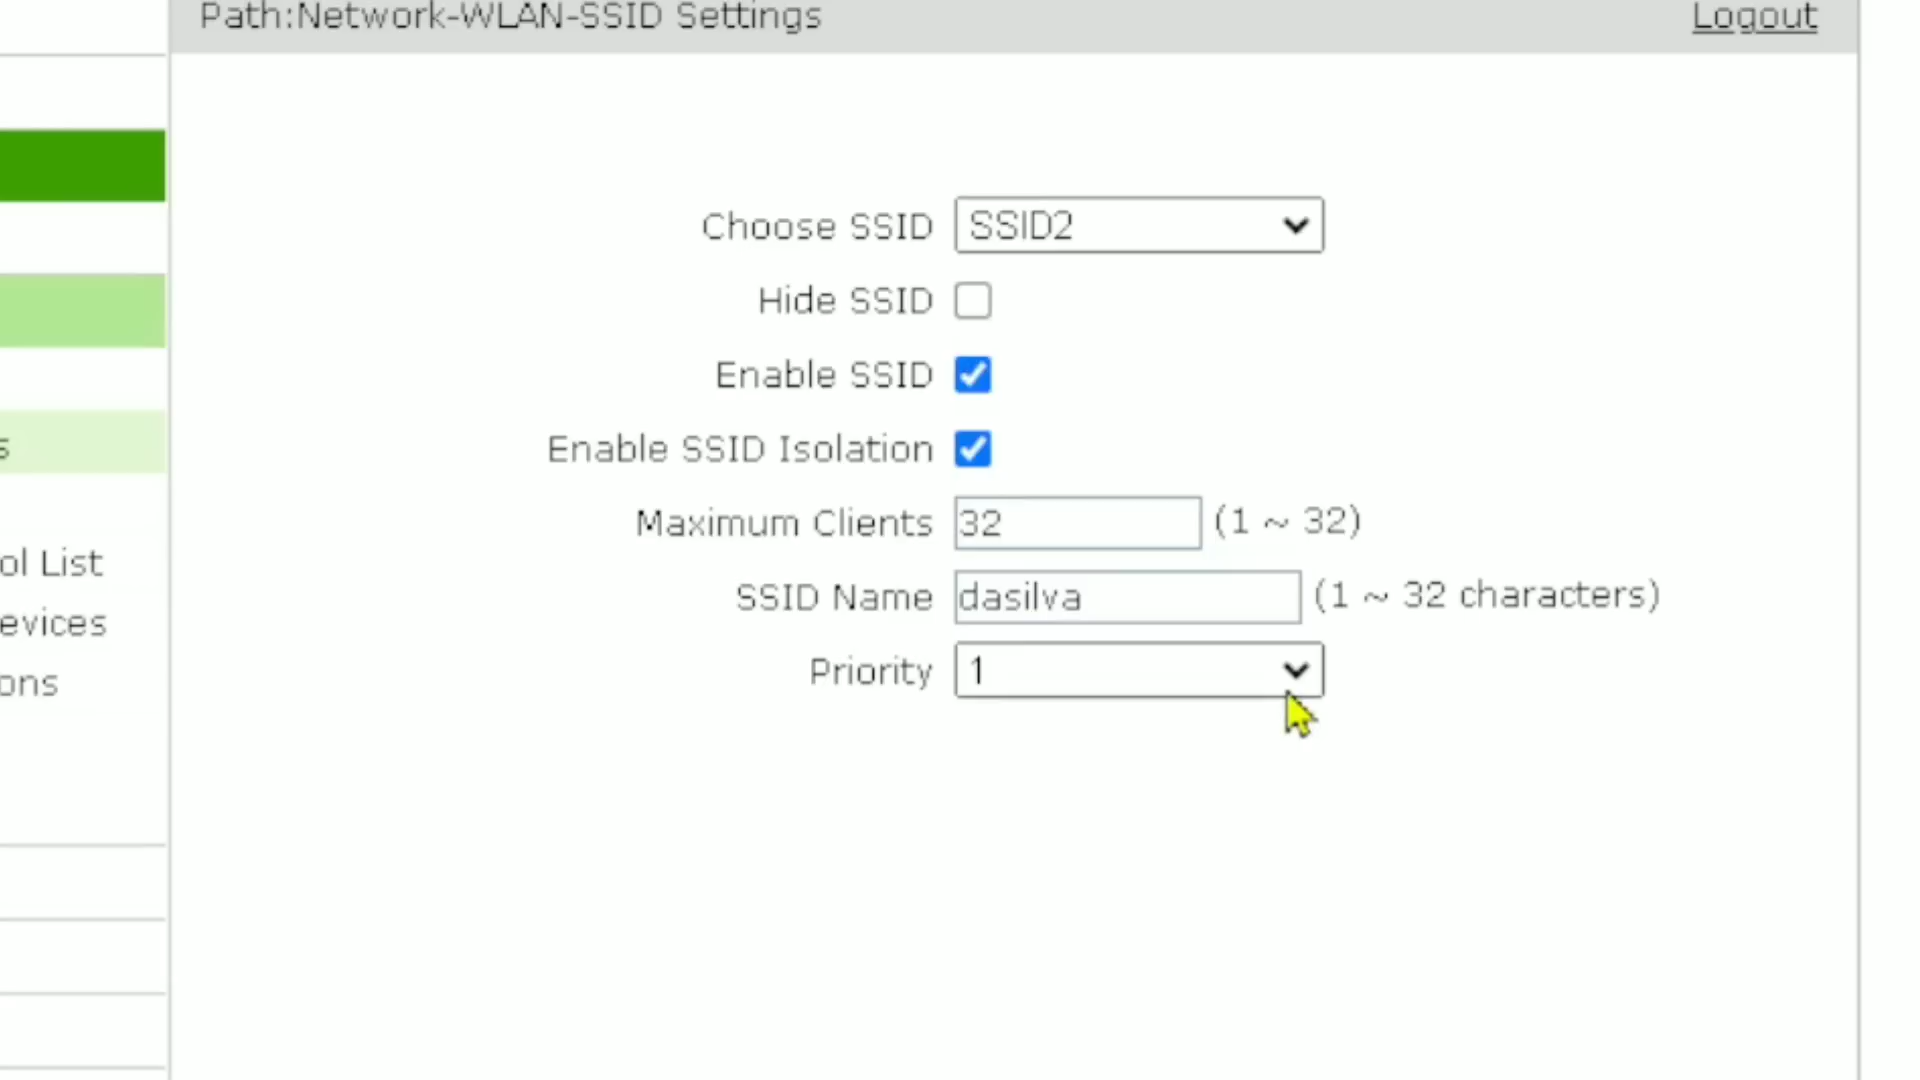 Path:Network-WLAN-SSID Settings
Logout
Choose SSID SSID2
Hide SSID
Enable SSID
Enable SSID Isolation
Maximum Clients 32 (1 ~ 32)
SSID Name dasilva (1 ~ 32 characters)
Priority 1
s
ol List
evices
ons